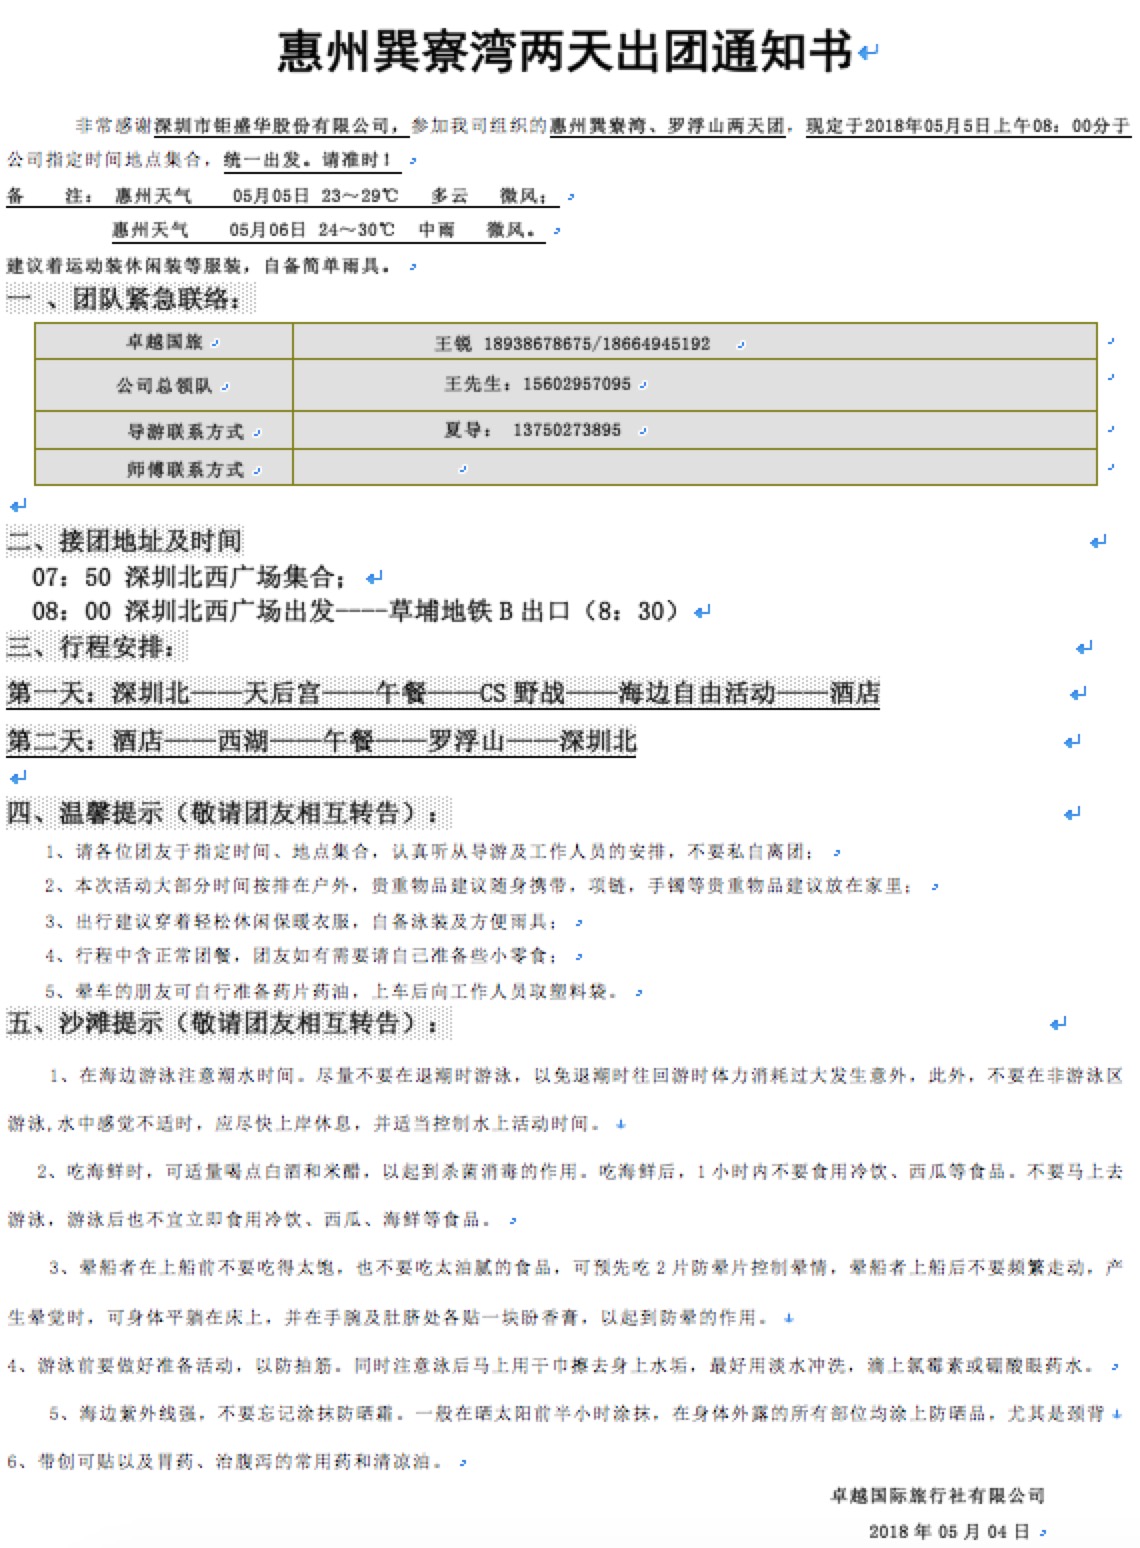 惠州巽寮湾两天出团通知书
非常感谢深圳市钜盛华股份有限公司，参加我司组织的惠州巽寮湾、罗浮山两天团，现定于2018年05月5日上午08：00分于
公司指定时间地点集合，统一出发。请准时！
备　　注：　惠州天气　　05月05日 23～29℃　　多云　　微风；
惠州天气　　05月06日 24～30℃　中雨　　微风。
建议着运动装休闲装等服装，自备简单雨具。
一 、团队紧急联络：
卓越国旅　王锐 18938678675/18664945192
公司总领队　王先生：15602957095
导游联系方式　夏导： 13750273895
师傅联系方式
二、接团地址及时间
07：50 深圳北西广场集合；
08：00 深圳北西广场出发----草埔地铁B出口（8：30）
三、行程安排：
第一天：深圳北——天后宫——午餐——CS野战——海边自由活动——酒店
第二天：酒店——西湖——午餐——罗浮山——深圳北
四、温馨提示（敬请团友相互转告）：
1、请各位团友于指定时间、地点集合，认真听从导游及工作人员的安排，不要私自离团；
2、本次活动大部分时间按排在户外，贵重物品建议随身携带，项链，手镯等贵重物品建议放在家里；
3、出行建议穿着轻松休闲保暖衣服，自备泳装及方便雨具；
4、行程中含正常团餐，团友如有需要请自己准备些小零食；
5、晕车的朋友可自行准备药片药油，上车后向工作人员取塑料袋。
五、沙滩提示（敬请团友相互转告）：
1、在海边游泳注意潮水时间。尽量不要在退潮时游泳，以免退潮时往回游时体力消耗过大发生意外，此外，不要在非游泳区
游泳,水中感觉不适时，应尽快上岸休息，并适当控制水上活动时间。
2、吃海鲜时，可适量喝点白酒和米醋，以起到杀菌消毒的作用。吃海鲜后，1小时内不要食用冷饮、西瓜等食品。不要马上去
游泳，游泳后也不宜立即食用冷饮、西瓜、海鲜等食品。
3、晕船者在上船前不要吃得太饱，也不要吃太油腻的食品，可预先吃2片防晕片控制晕情，晕船者上船后不要频繁走动，产
生晕觉时，可身体平躺在床上，并在手腕及肚脐处各贴一块盼香膏，以起到防晕的作用。
4、游泳前要做好准备活动，以防抽筋。同时注意泳后马上用干巾擦去身上水垢，最好用淡水冲洗，滴上氯霉素或硼酸眼药水。
5、海边紫外线强，不要忘记涂抹防晒霜。一般在晒太阳前半小时涂抹，在身体外露的所有部位均涂上防晒品，尤其是颈背
6、带创可贴以及胃药、治腹泻的常用药和清凉油。
卓越国际旅行社有限公司
2018年05月04日